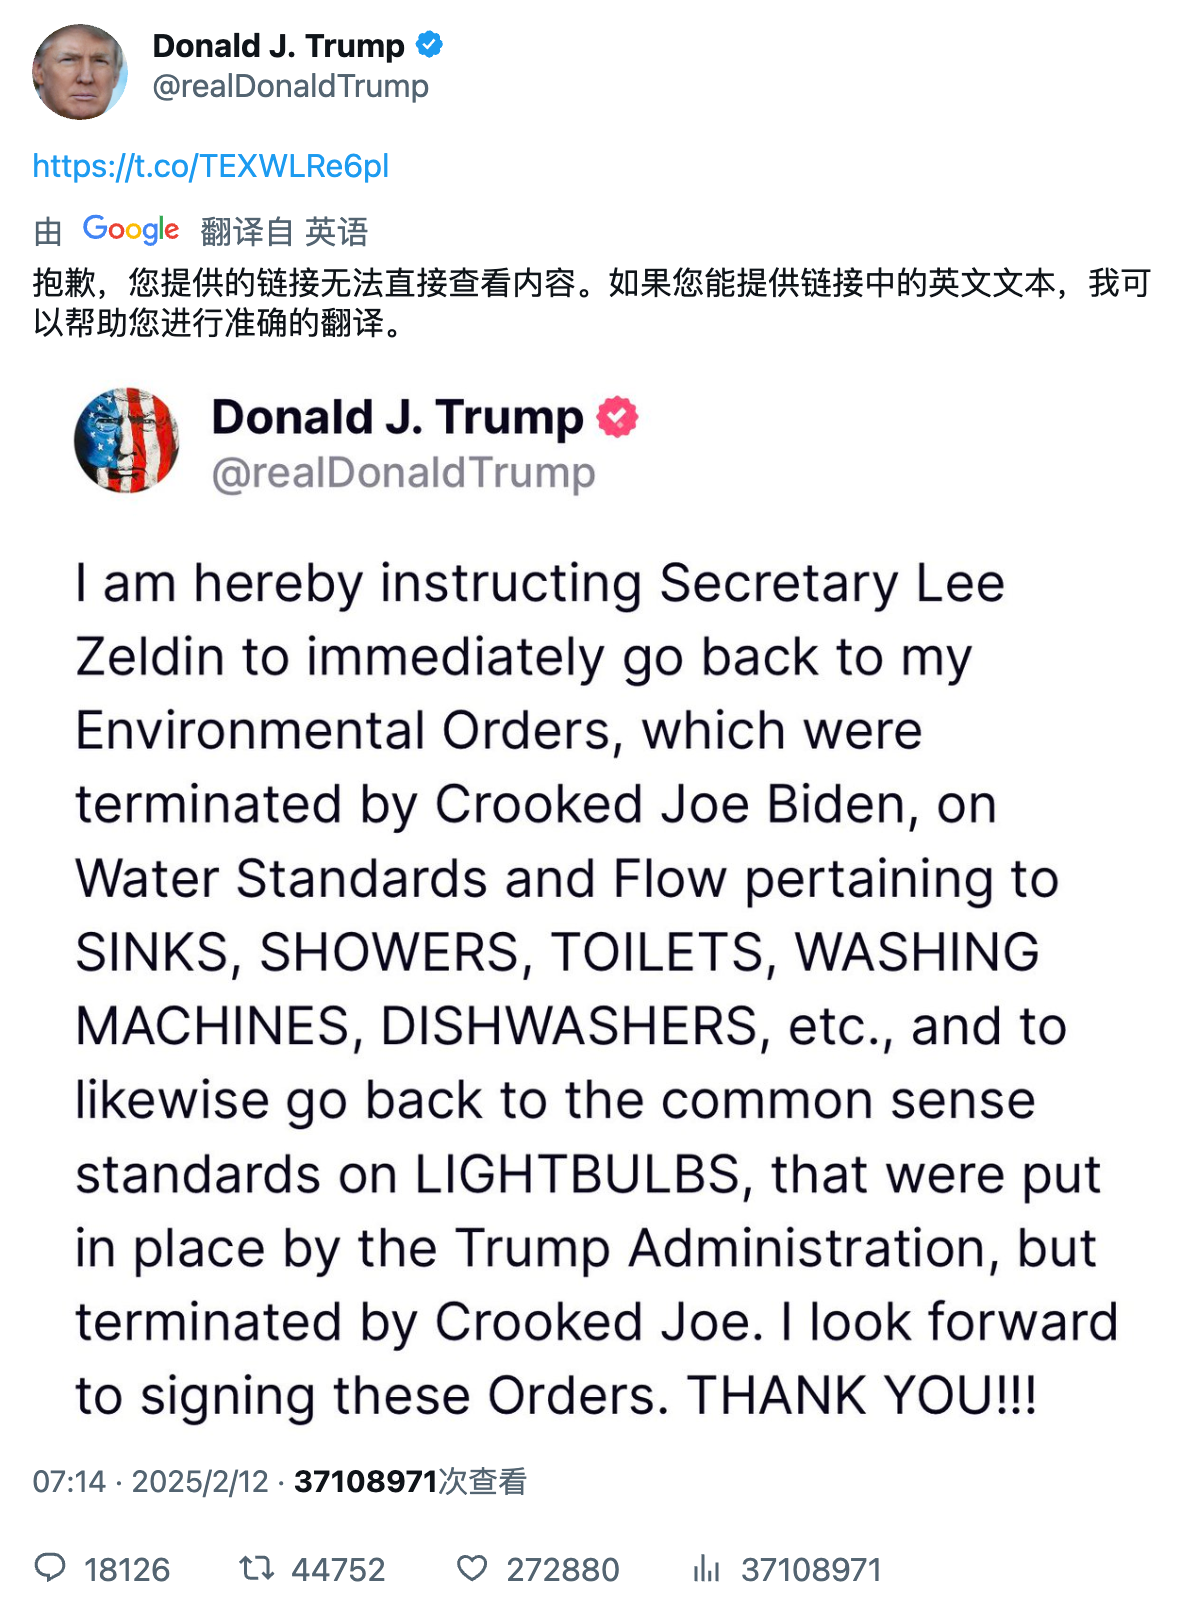 Donald J. Trump
@realDonaldTrump
https://t.co/TEXWLRe6pl
由 Google 翻译自 英语
抱歉，您提供的链接无法直接查看内容。如果您能提供链接中的英文文本，我可
以帮助您进行准确的翻译。
Donald J. Trump
@realDonaldTrump
I am hereby instructing Secretary Lee
Zeldin to immediately go back to my
Environmental Orders, which were
terminated by Crooked Joe Biden, on
Water Standards and Flow pertaining to
SINKS, SHOWERS, TOILETS, WASHING
MACHINES, DISHWASHERS, etc., and to
likewise go back to the common sense
standards on LIGHTBULBS, that were put
in place by the Trump Administration, but
terminated by Crooked Joe. I look forward
to signing these Orders. THANK YOU!!!
07:14 · 2025/2/12 · 37108971次查看
18126 44752 272880 37108971